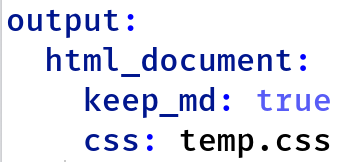 output:
  html_document:
    keep_md: true
    css: temp.css